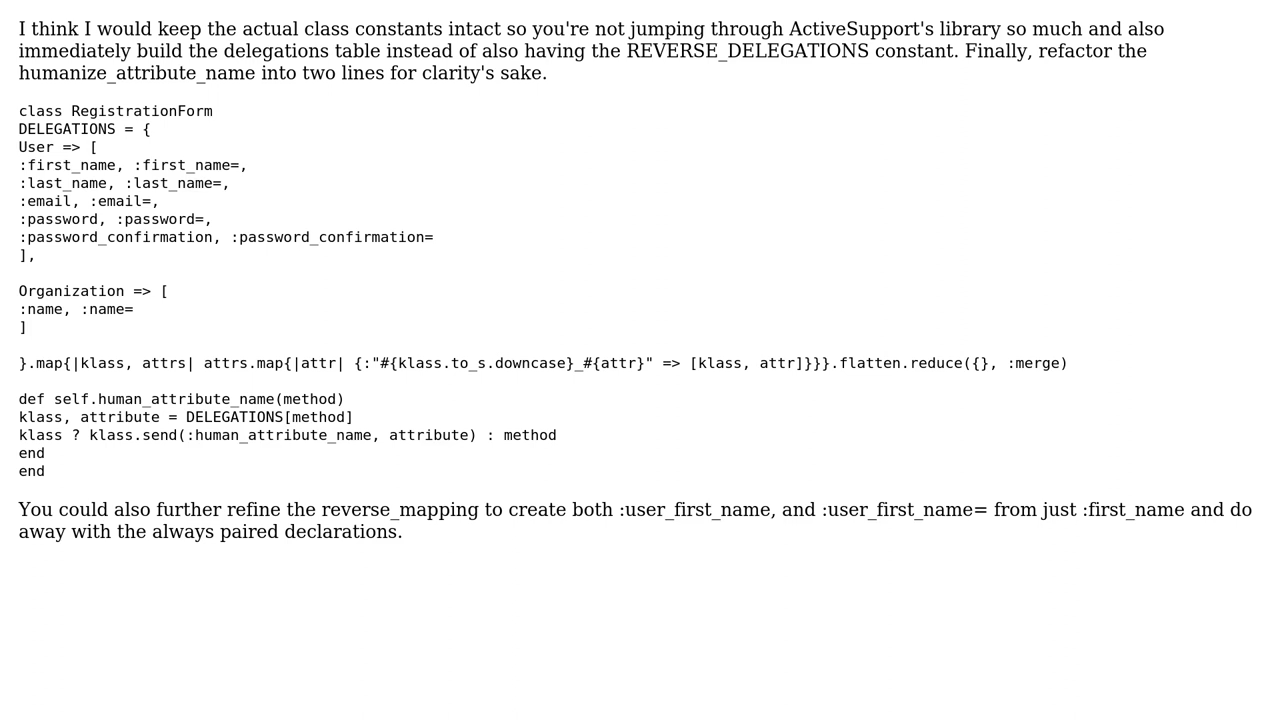 I think I would keep the actual class constants intact so you're not jumping through ActiveSupport's library so much and also
immediately build the delegations table instead of also having the REVERSE_DELEGATIONS constant. Finally, refactor the
humanize_attribute_name into two lines for clarity's sake.
class RegistrationForm
DELEGATIONS = {
User => [
:first_name, :first_name=,
:last_name, :last_name=,
:email, :email=,
:password, :password=,
:password_confirmation, :password_confirmation=
],
Organization => [
:name, :name=
]
}.map{|klass, attrs| attrs.map{|attr| {:"#{klass.to_s.downcase}_#{attr}" => [klass, attr]}}}.flatten.reduce({}, :merge)
def self.human_attribute_name(method)
klass, attribute = DELEGATIONS[method]
klass ? klass.send(:human_attribute_name, attribute) : method
end
end
You could also further refine the reverse_mapping to create both :user_first_name, and :user_first_name= from just :first_name and do
away with the always paired declarations.